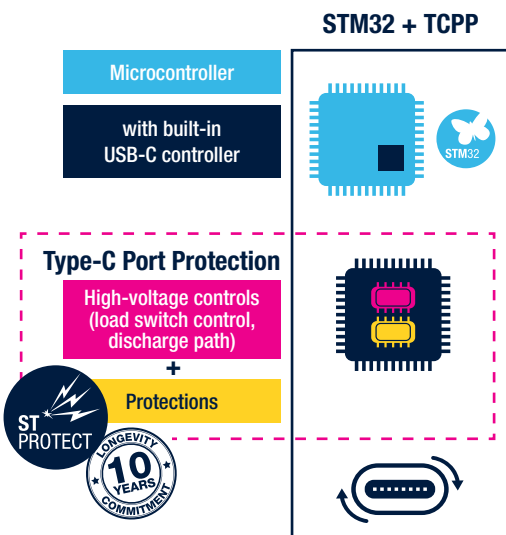 STM32 + TCPP
Microcontroller
with built-in
USB-C controller
STM32
Type-C Port Protection
High-voltage controls
(load switch control,
discharge path)
+
Protections
ST
PROTECT
LONGEVITY
10
YEARS
COMMITMENT